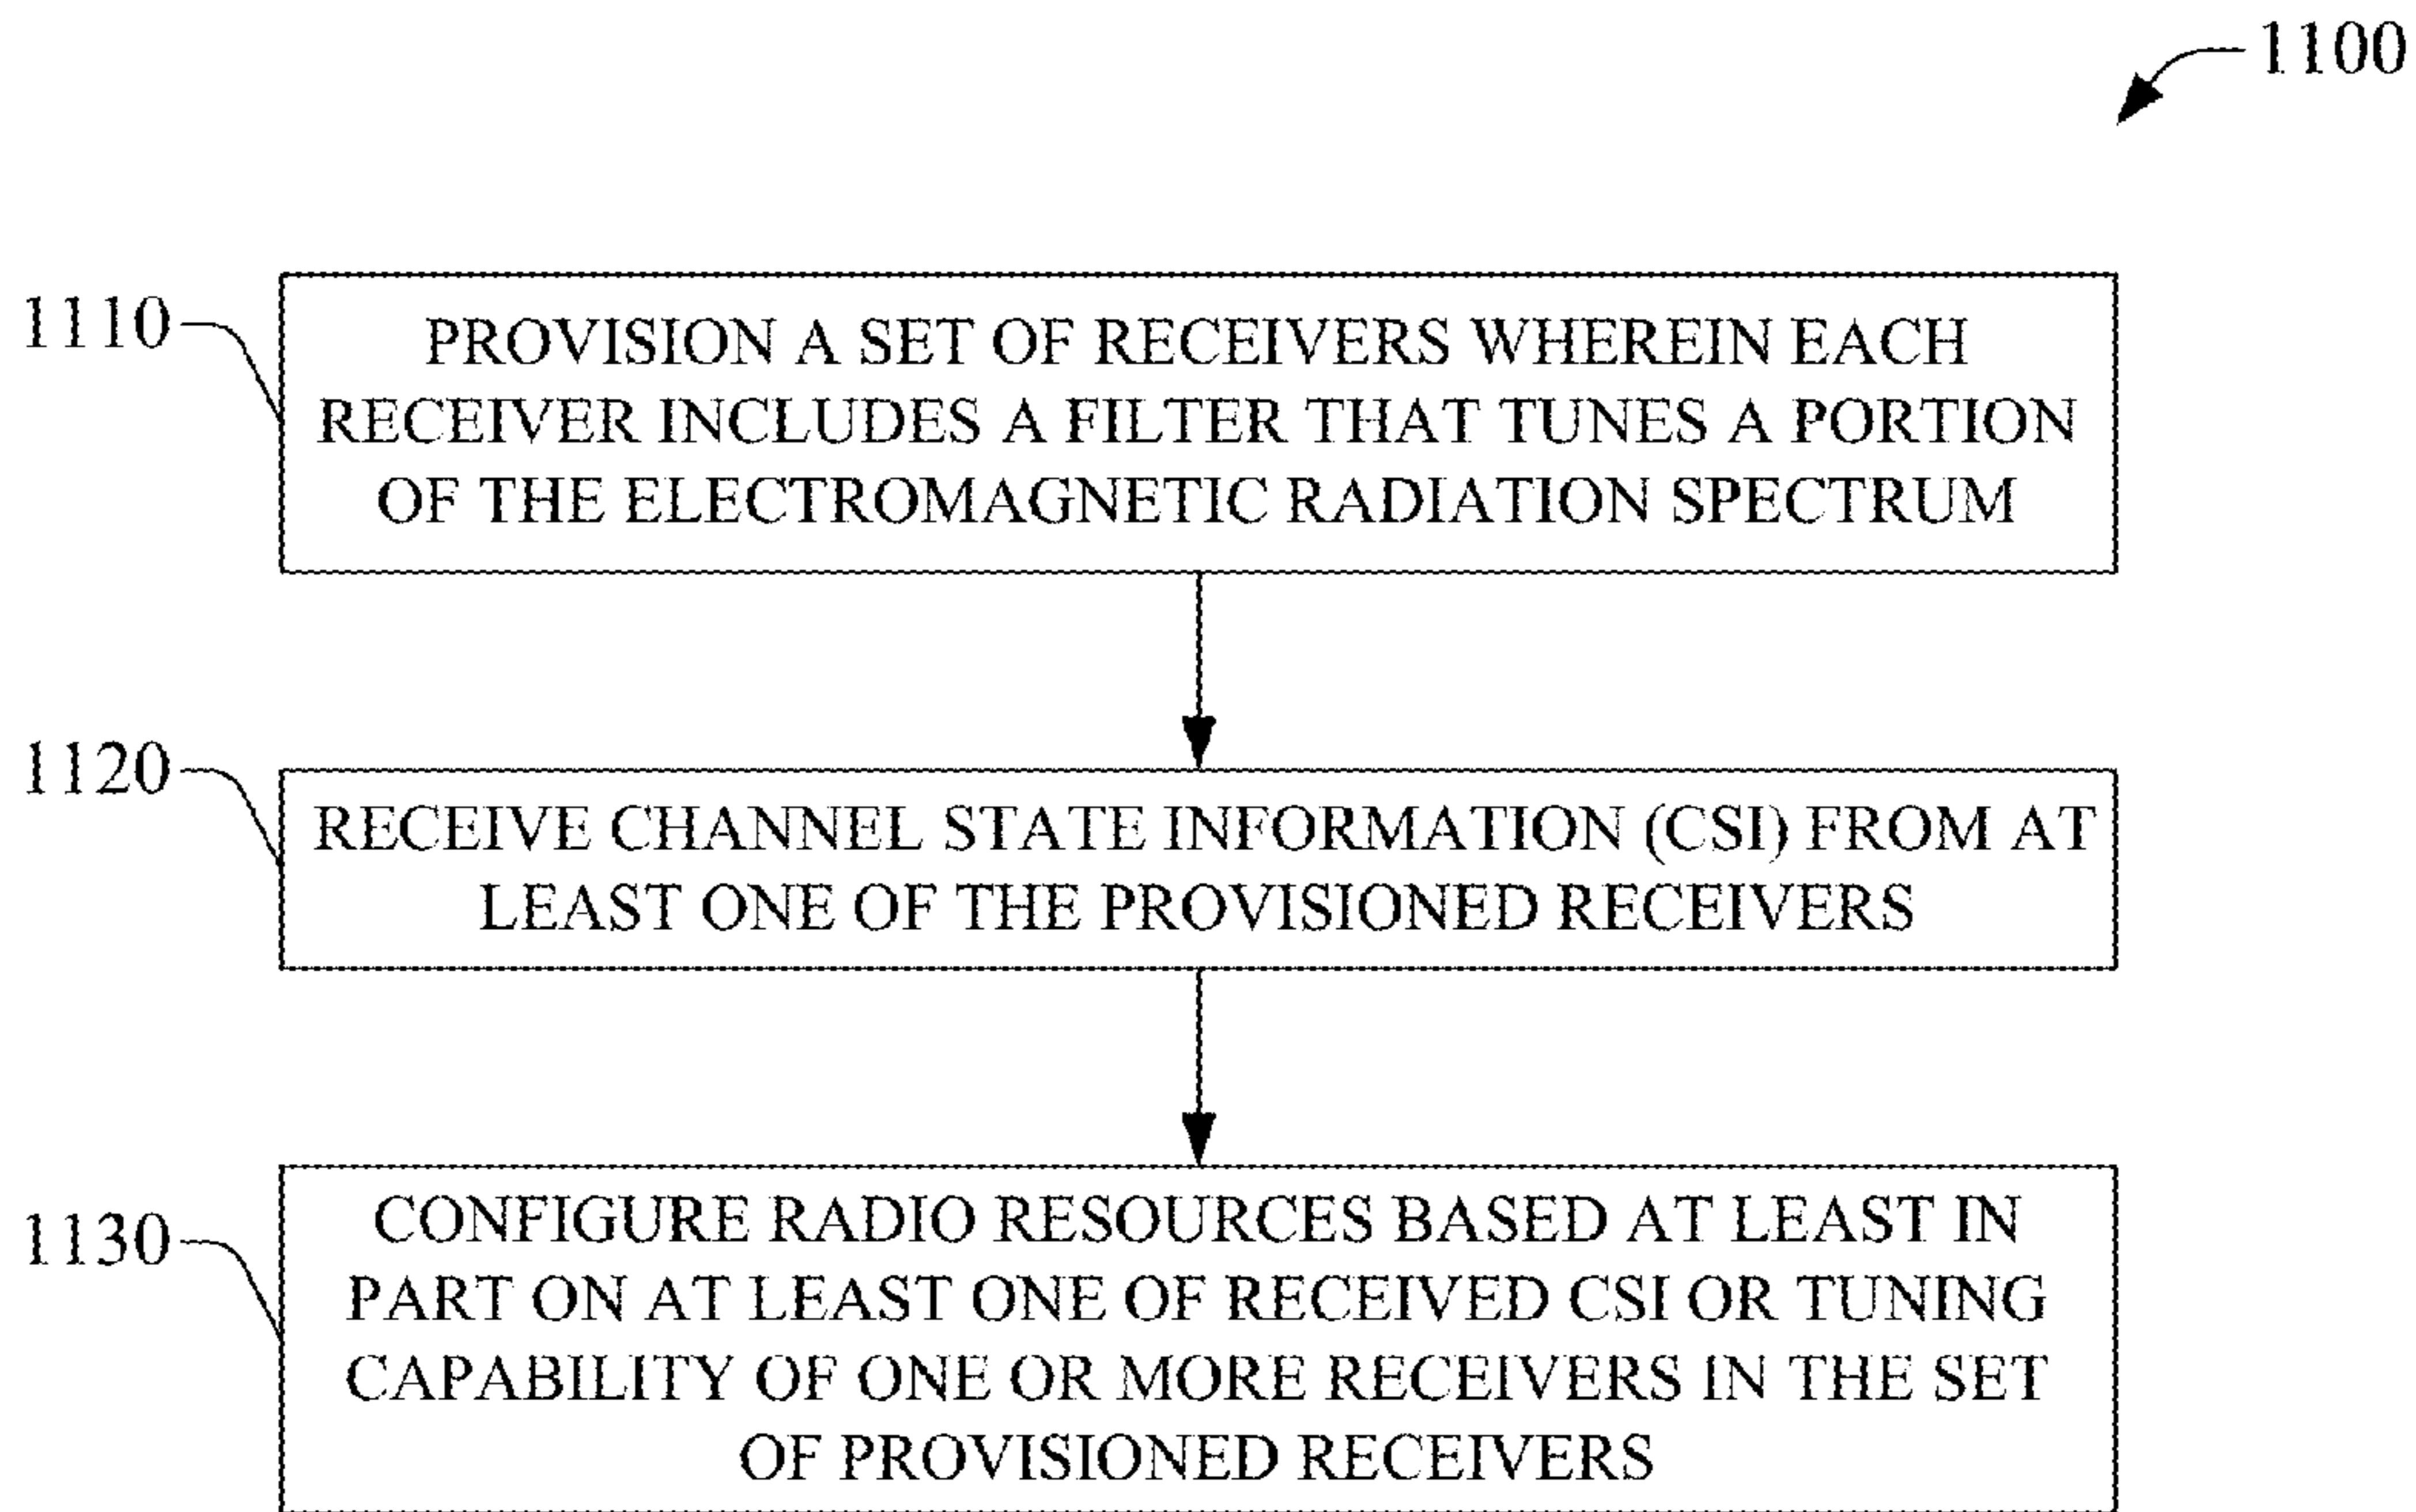 1100
1110
PROVISION A SET OF RECEIVERS WHEREIN EACH
RECEIVER INCLUDES A FILTER THAT TUNES A PORTION
OF THE ELECTROMAGNETIC RADIATION SPECTRUM
1120
RECEIVE CHANNEL STATE INFORMATION (CSI) FROM AT
LEAST ONE OF THE PROVISIONED RECEIVERS
1130
CONFIGURE RADIO RESOURCES BASED AT LEAST IN
PART ON AT LEAST ONE OF RECEIVED CSI OR TUNING
CAPABILITY OF ONE OR MORE RECEIVERS IN THE SET
OF PROVISIONED RECEIVERS